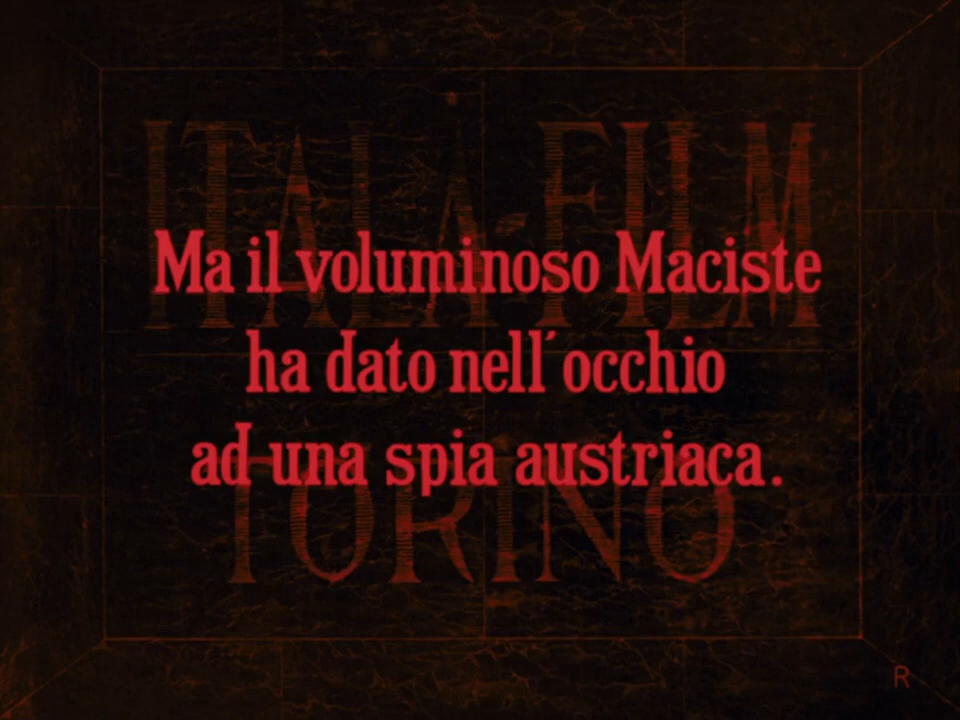 ITALA-FILM
Ma il voluminoso Maciste
ha dato nell'occhio
ad una spia austriaca.
TORINO
R